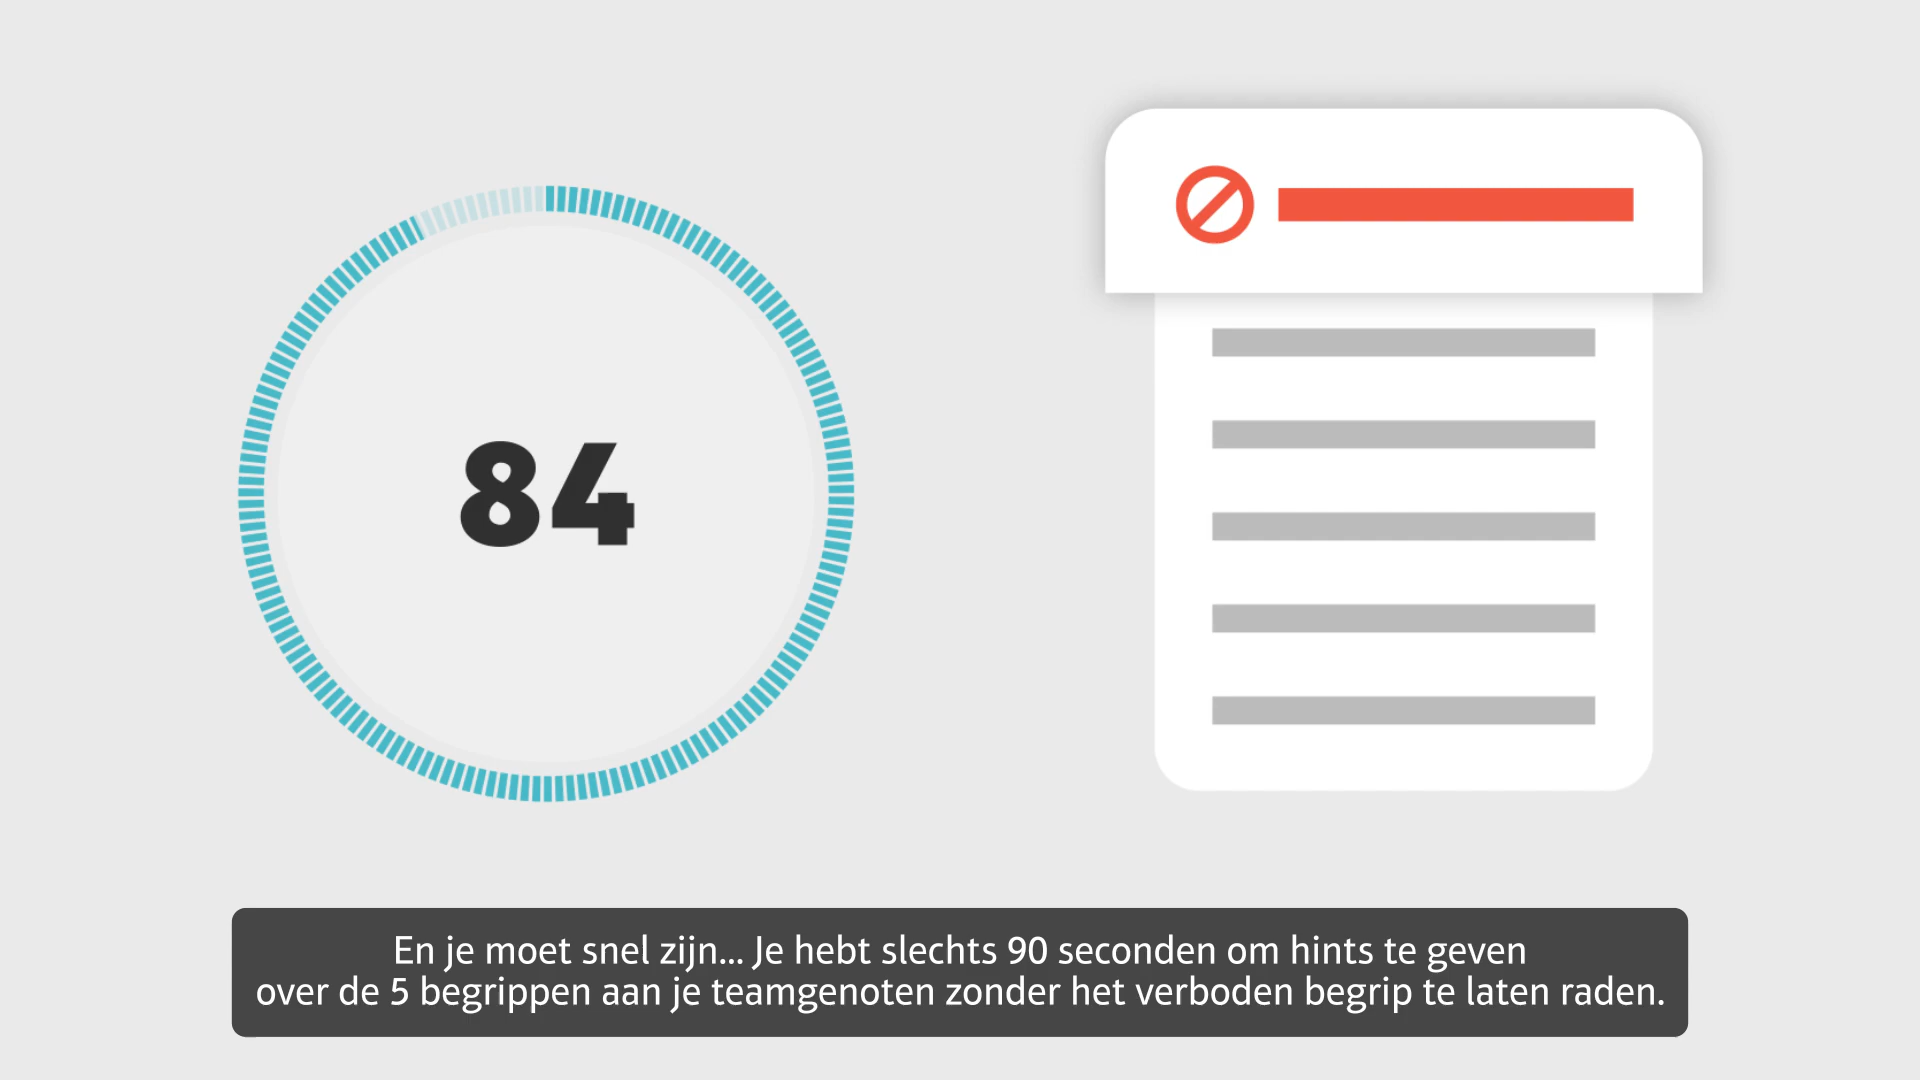 84
En je moet snel zijn... Je hebt slechts 90 seconden om hints te geven
over de 5 begrippen aan je teamgenoten zonder het verboden begrip te laten raden.